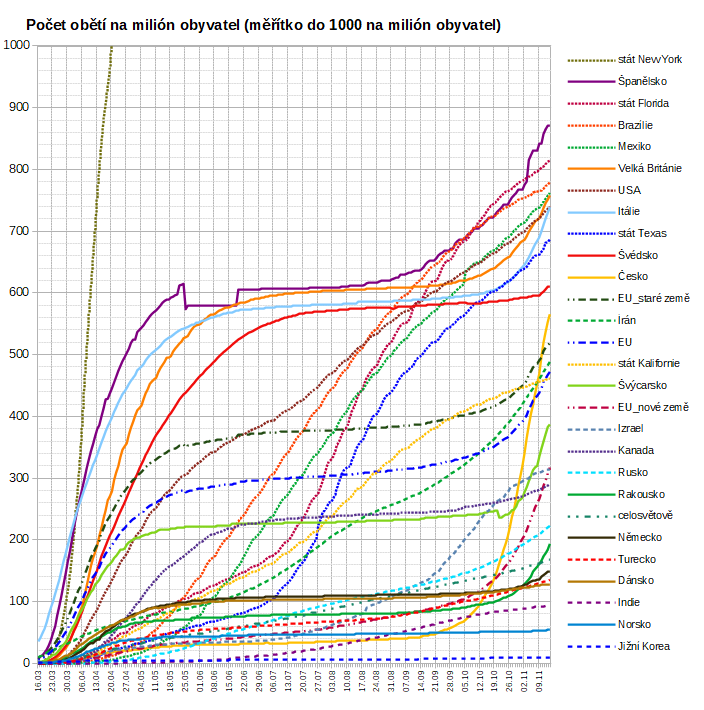 Počet obětí na milión obyvatel (měřítko do 1000 na milión obyvatel)
1000
900
800
700
600
500
400
300
200
100
0
16.03 23.03 30.03 06.04 13.04 20.04 27.04 04.05 11.05 18.05 25.05 01.06 08.06 15.06 22.06 29.06 06.07 13.07 20.07 27.07 03.08 10.08 17.08 24.08 31.08 07.09 14.09 21.09 28.09 05.10 12.10 19.10 26.10 02.11 09.11
stát NewYork
Španělsko
stát Florida
Brazílie
Mexiko
Velká Británie
USA
Itálie
stát Texas
Švédsko
Česko
EU_staré země
Írán
EU
stát Kalifornie
Švýcarsko
EU_nové země
Izrael
Kanada
Rusko
Rakousko
celosvětově
Německo
Turecko
Dánsko
Indie
Norsko
Jižní Korea